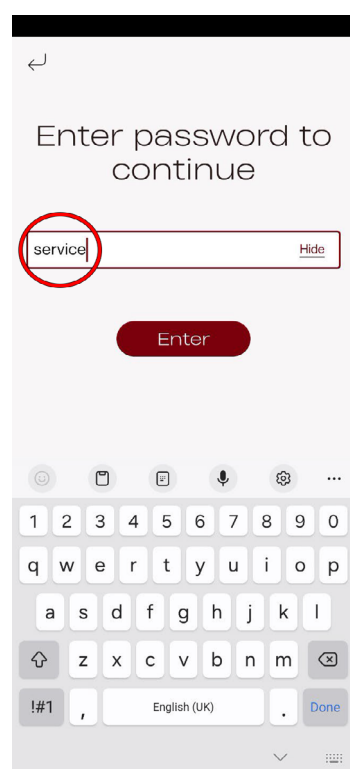 Enter password to
continue
service
Hide
Enter
1 2 3 4 5 6 7 8 9 0
q w e r t y u i o p
a s d f g h j k l
z x c v b n m
!#1 , English (UK) . Done